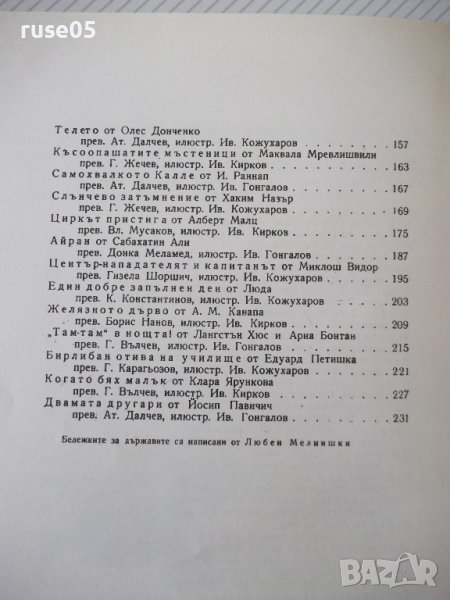 ruse05
Телето от Олес Донченко
прев. Ат. Далчев, илюстр. Ив. Кожухаров . . . . 157
Късоопашатите мъстеници от Маквала Мревлишвили
прев. Г. Жечев, илюстр. Ив. Кирков . . . . . 163
Самохвалкото Калле от И. Раннап
прев. Ат. Далчев, илюстр. Ив. Гонгалов . . . . 167
Слънчево затъмнение от Хаким Назър
прев. Г. Жечев, илюстр. Ив. Кожухаров . . . . 169
Циркът пристига от Алберт Малц
прев. Вл. Мусаков, илюстр. Ив. Кирков . . . . 175
Айран от Сабахатин Али
прев. Донка Меламед, илюстр. Ив. Гонгалов . . . 187
Център-нападателят и капитанът от Миклош Видор
прев. Гизела Шоршич, илюстр. Ив. Кожухаров . . . 195
Един добре запълнен ден от Люда
прев. К. Константинов, илюстр. Ив. Кожухаров . . 203
Желязното дърво от А. М. Канапа
прев. Борис Нанов, илюстр. Ив. Кирков . . . . 209
„Там-там" в нощта! от Лангстън Хюс и Арна Бонтан
прев. Г. Вълчев, илюстр. Ив. Гонгалов . . . . 215
Бирлибан отива на училище от Едуард Петишка
прев. Г. Карагьозов, илюстр. Ив. Кожухаров . . . 221
Когато бях малък от Клара Ярункова
прев. Г. Вълчев, илюстр. Ив. Кирков . . . . . 227
Двамата другари от Йосип Павичич
прев. Ат. Далчев, илюстр. Ив. Гонгалов . . . . 231
Бележките за държавите са написани от Любен Мелнишки
BAZAR